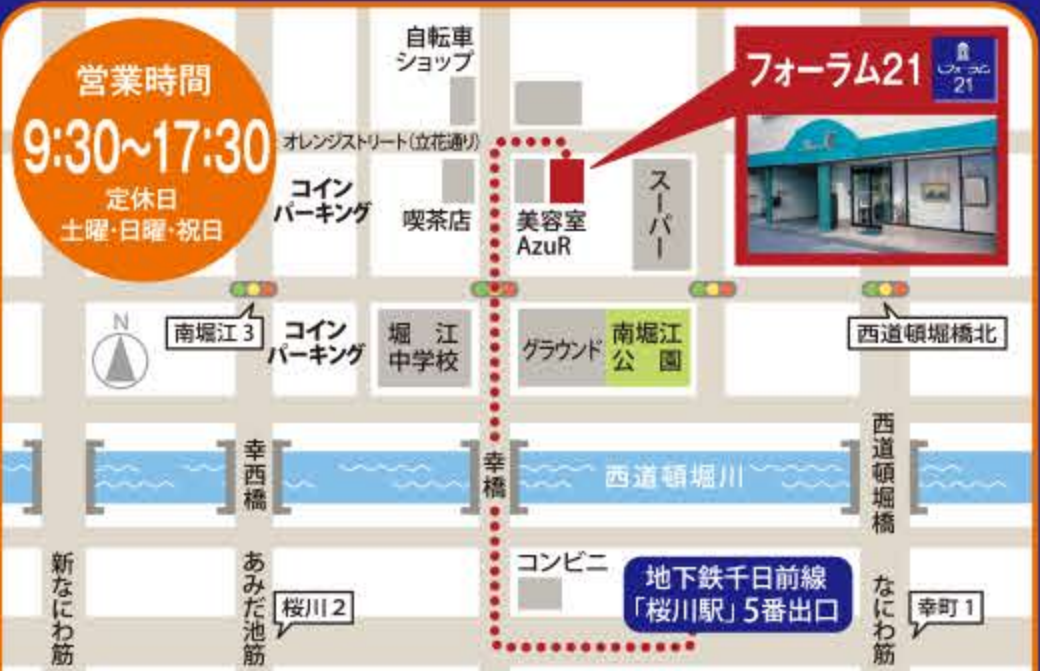 営業時間
9:30~17:30
定休日
土曜・日曜・祝日
自転車
ショップ
フォーラム21
フォーラム
21
オレンジストリート(立花通り)
コイン
パーキング
喫茶店
美容室
AzuR
スーパー
N
南堀江3
コイン
パーキング
堀江
中学校
グラウンド
南堀江
公園
西道頓堀橋北
幸西橋
幸橋
西道頓堀川
西道頓堀橋
新なにわ筋
あみだ池筋
桜川2
コンビニ
地下鉄千日前線
「桜川駅」5番出口
なにわ筋
幸町1